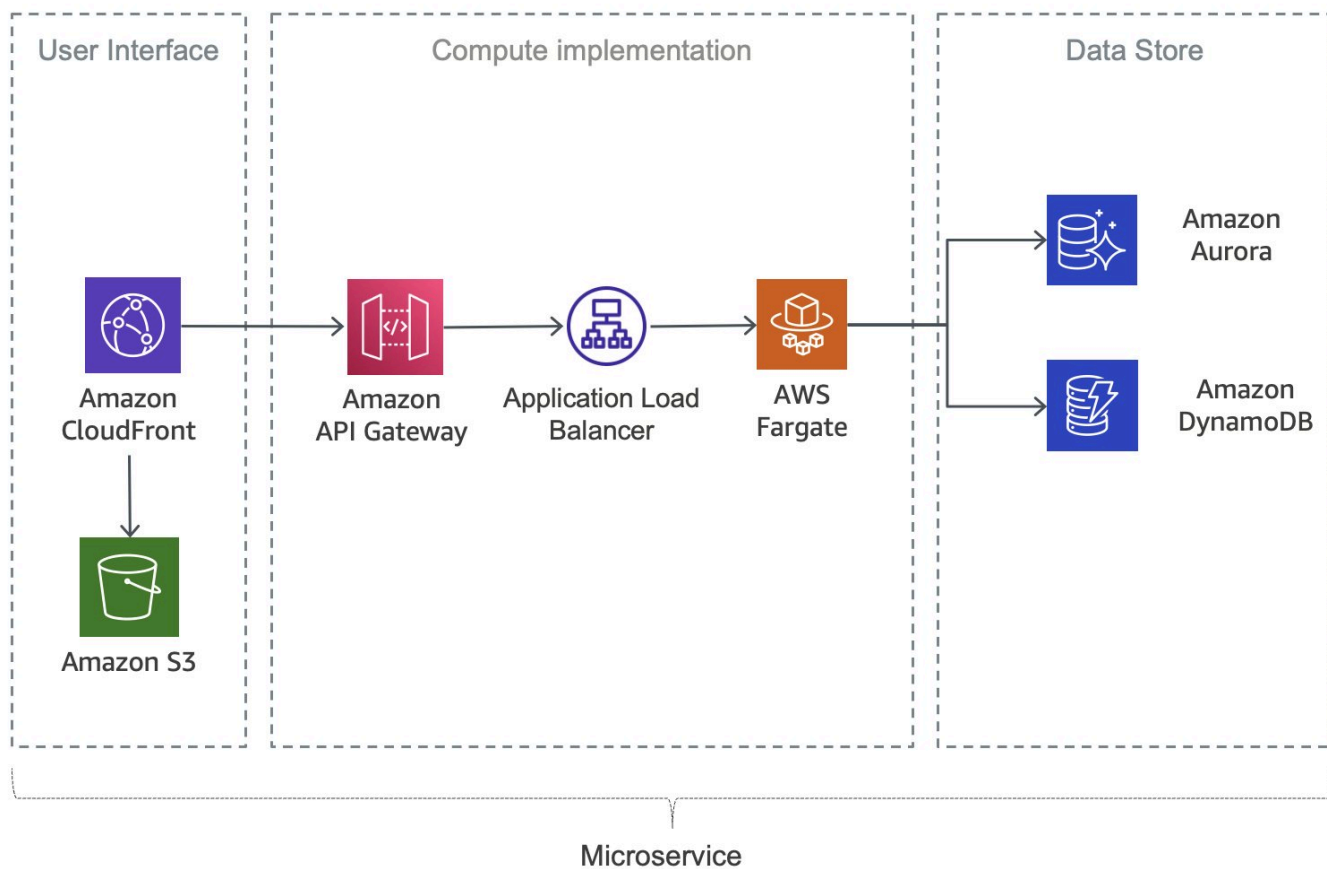 User Interface
Compute implementation
Data Store
Amazon
CloudFront
Amazon S3
</>
Amazon
API Gateway
Application Load
Balancer
AWS
Fargate
Amazon
Aurora
Amazon
DynamoDB
Microservice